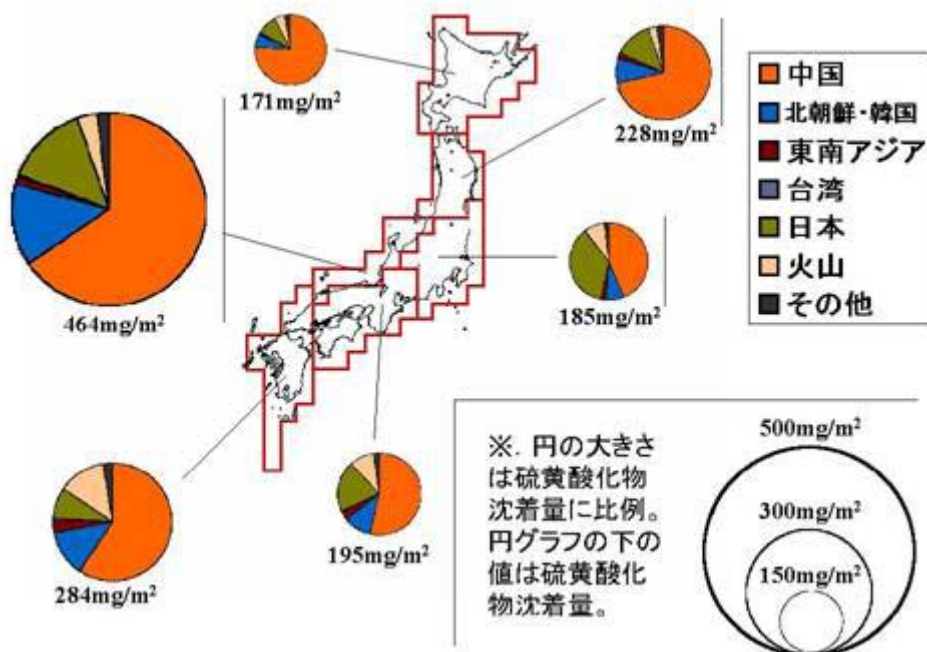 171mg/m²
228mg/m²
464mg/m²
185mg/m²
284mg/m²
195mg/m²
中国
北朝鮮・韓国
東南アジア
台湾
日本
火山
その他
※. 円の大きさ
は硫黄酸化物
沈着量に比例。
円グラフの下の
値は硫黄酸化
物沈着量。
500mg/m²
300mg/m²
150mg/m²